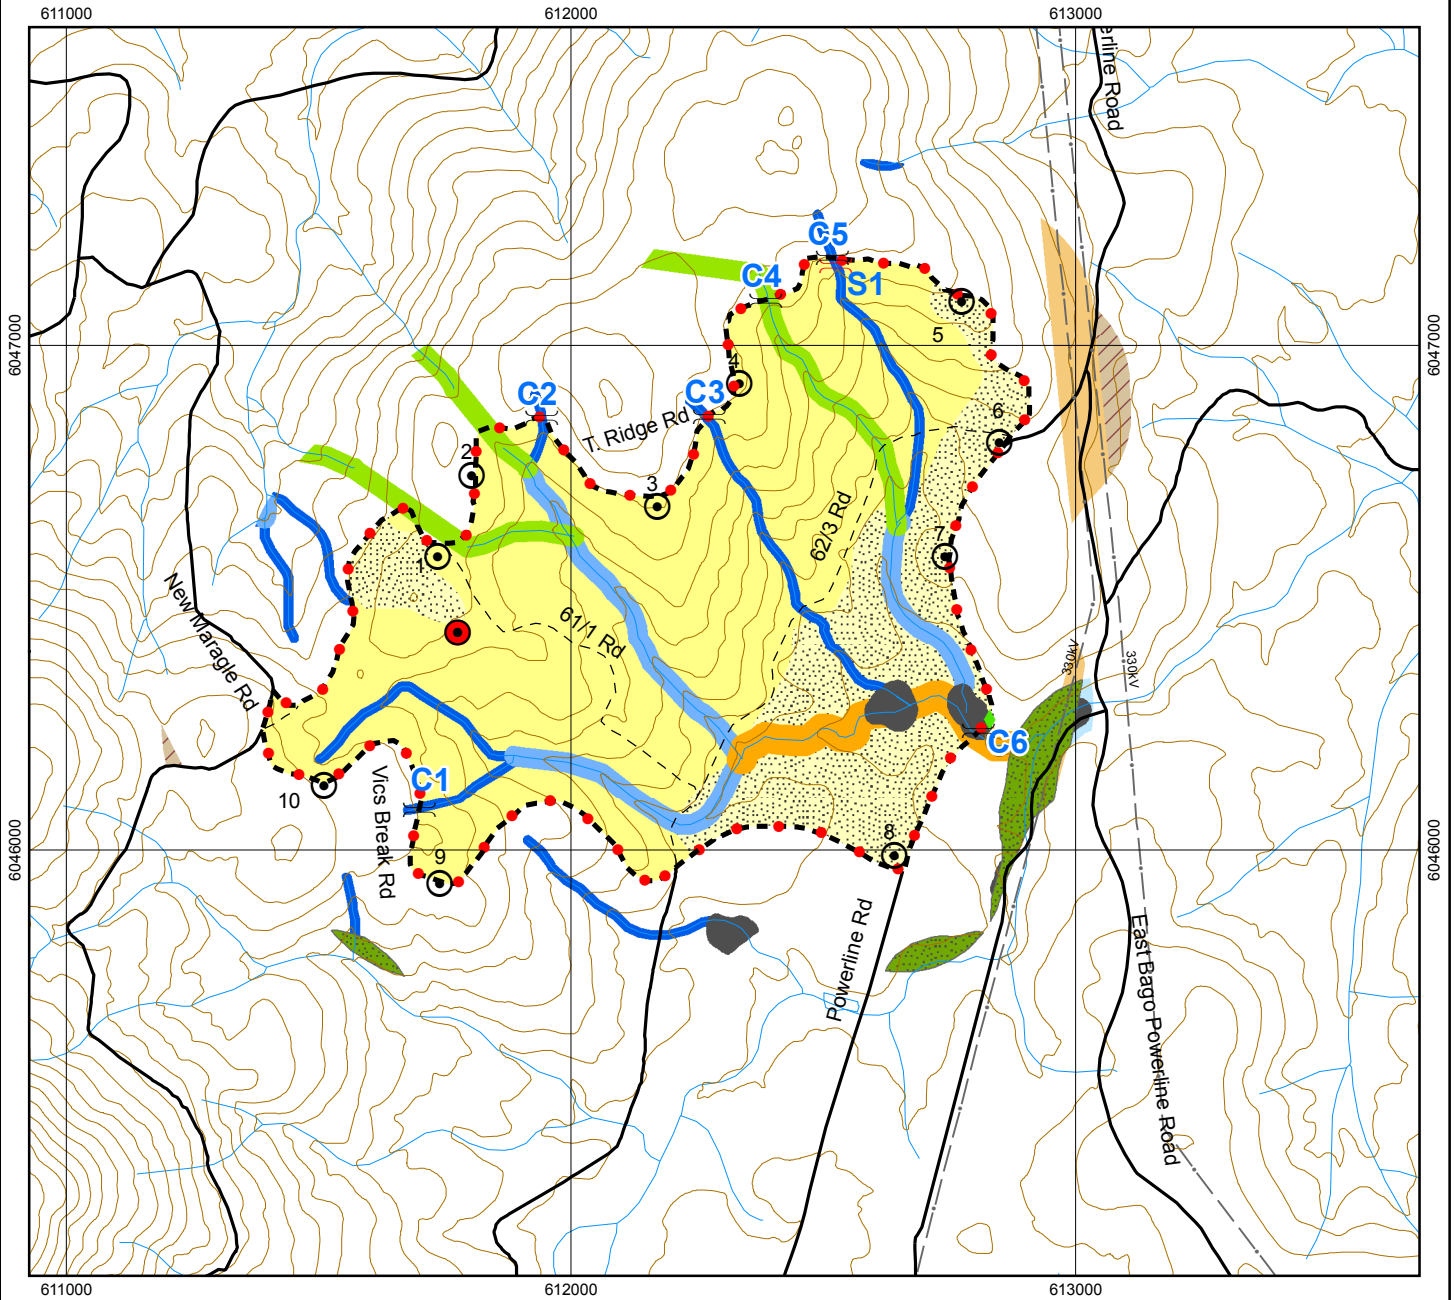 611000
612000
613000
erline Road
C5
C4
S1
5
6047000
6047000
4
C2
C3
T. Ridge Rd
6
2
3
62/3 Rd
7
1
New Maragle Rd
61/1 Rd
330kV
330kV
C6
C1
10
Vics Break Rd
8
9
6046000
6046000
Powerline Rd
East Bago Powerline Road
611000
612000
613000